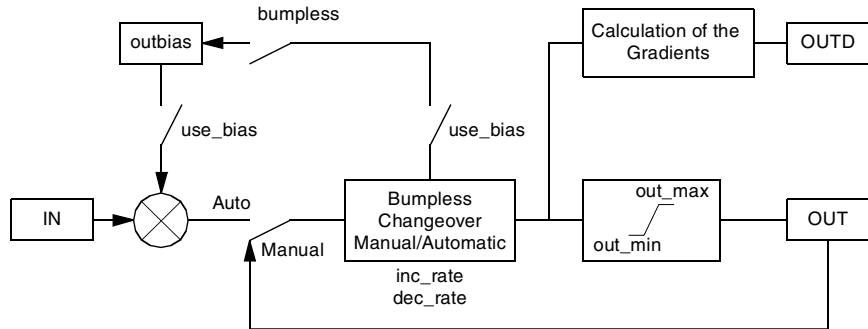 bumpless
outbias
Calculation of the
Gradients
OUTD
use_bias
use_bias
IN
Auto
Manual
Bumpless
Changeover
Manual/Automatic
inc_rate
dec_rate
out_max
out_min
OUT